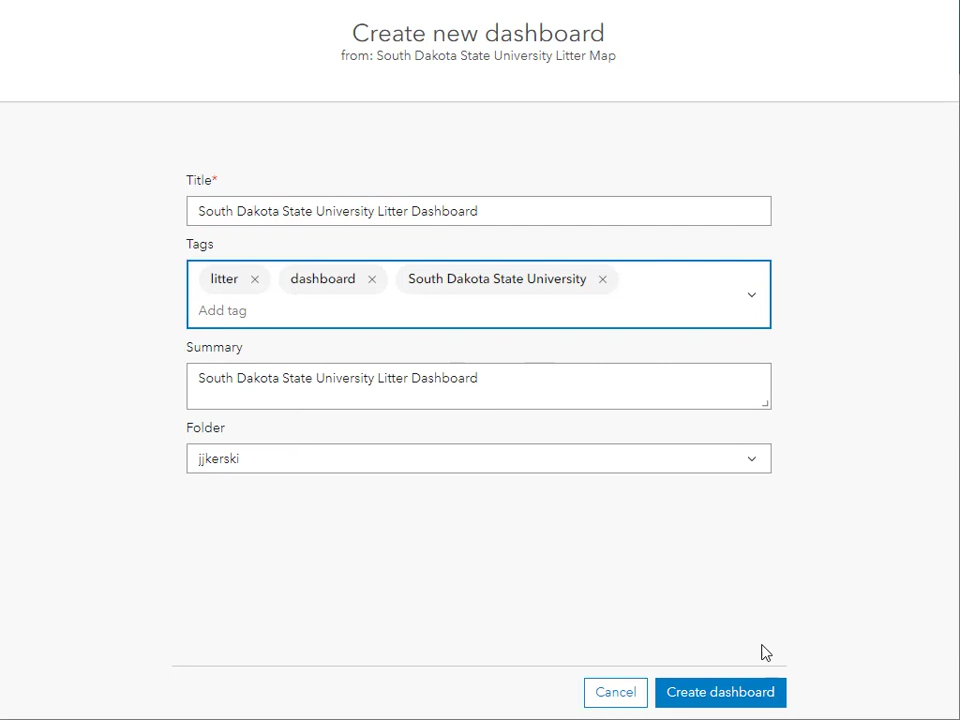 Create new dashboard
from: South Dakota State University Litter Map
Title*
South Dakota State University Litter Dashboard
Tags
litter × dashboard × South Dakota State University ×
Add tag
Summary
South Dakota State University Litter Dashboard
Folder
jjkerski
Cancel Create dashboard